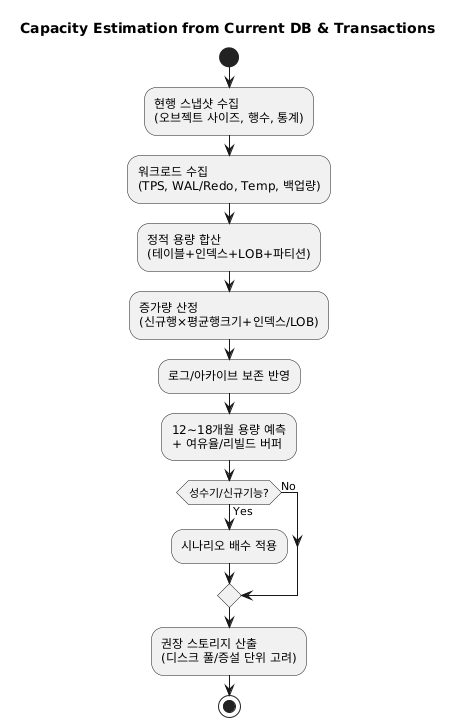 Capacity Estimation from Current DB & Transactions
현행 스냅샷 수집
(오브젝트 사이즈, 행수, 통계)
워크로드 수집
(TPS, WAL/Redo, Temp, 백업량)
정적 용량 합산
(테이블+인덱스+LOB+파티션)
증가량 산정
(신규행×평균행크기+인덱스/LOB)
로그/아카이브 보존 반영
12~18개월 용량 예측
+ 여유율/리빌드 버퍼
성수기/신규기능?
No
Yes
시나리오 배수 적용
권장 스토리지 산출
(디스크 풀/증설 단위 고려)